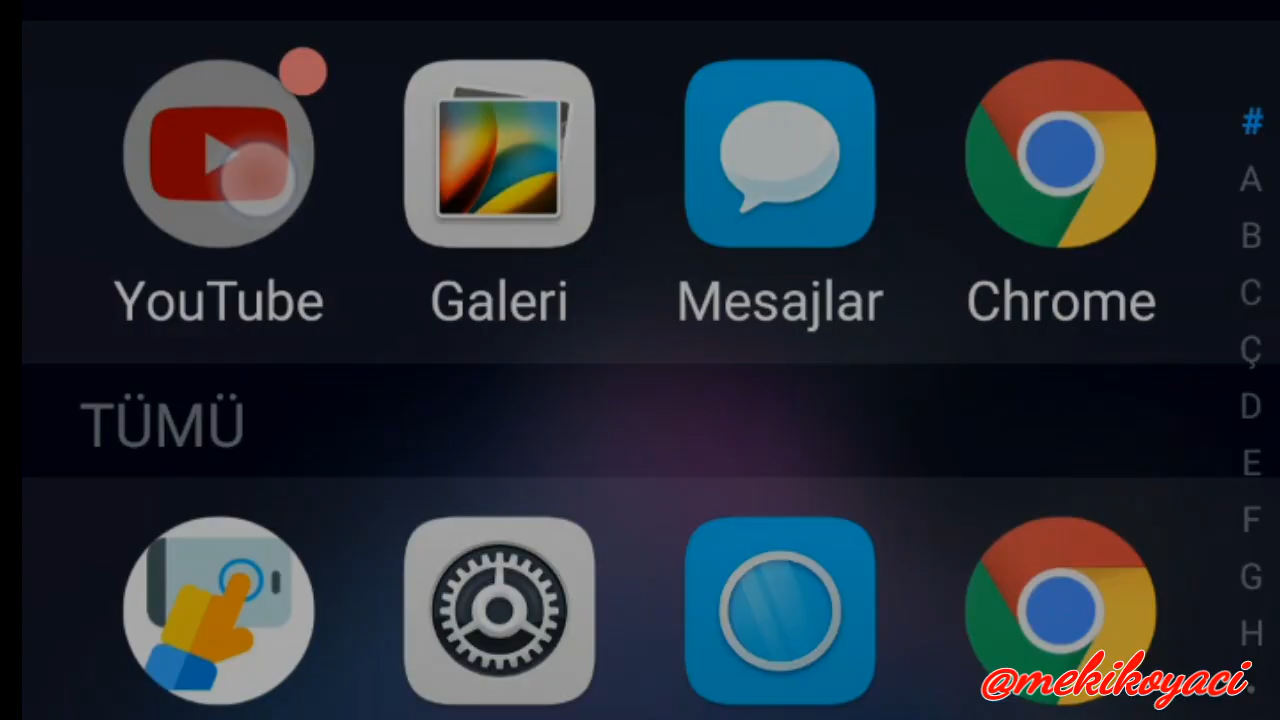 YouTube Galeri Mesajlar Chrome
TÜMÜ
#
A
B
C
Ç
D
E
F
G
H
@mekikoyaci